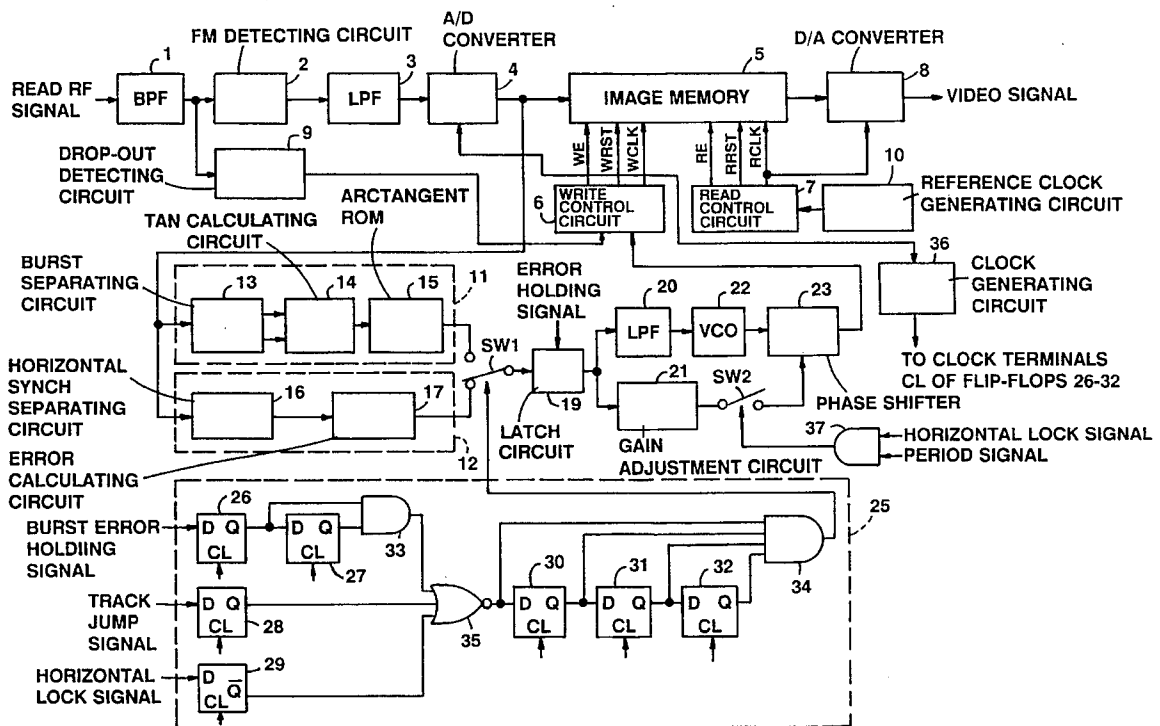 FM DETECTING CIRCUIT
A/D
CONVERTER
D/A CONVERTER
1
2
3
4
5
8
READ RF
SIGNAL
BPF
LPF
IMAGE MEMORY
VIDEO SIGNAL
9
DROP-OUT
DETECTING
CIRCUIT
WE
WRST
WCLK
RE
RRST
RCLK
10
ARCTANGENT
ROM
6
WRITE
CONTROL
CIRCUIT
READ
CONTROL
CIRCUIT
7
REFERENCE CLOCK
GENERATING CIRCUIT
TAN CALCULATING
CIRCUIT
36
BURST
SEPARATING
CIRCUIT
13
14
15
11
ERROR
HOLDING
SIGNAL
20
22
23
CLOCK
GENERATING
CIRCUIT
LPF
VCO
SW1
HORIZONTAL
SYNCH
SEPARATING
CIRCUIT
16
17
19
21
SW2
TO CLOCK TERMINALS
CL OF FLIP-FLOPS 26-32
PHASE SHIFTER
12
LATCH
CIRCUIT
GAIN
ADJUSTMENT CIRCUIT
37
HORIZONTAL LOCK SIGNAL
PERIOD SIGNAL
ERROR
CALCULATING
CIRCUIT
26
25
BURST ERROR
HOLDIING
SIGNAL
D Q
CL
D Q
CL
27
33
30
31
32
34
TRACK
JUMP
SIGNAL
D Q
CL
28
35
D Q
CL
D Q
CL
D Q
CL
HORIZONTAL
LOCK SIGNAL
29
D
CL Q̅